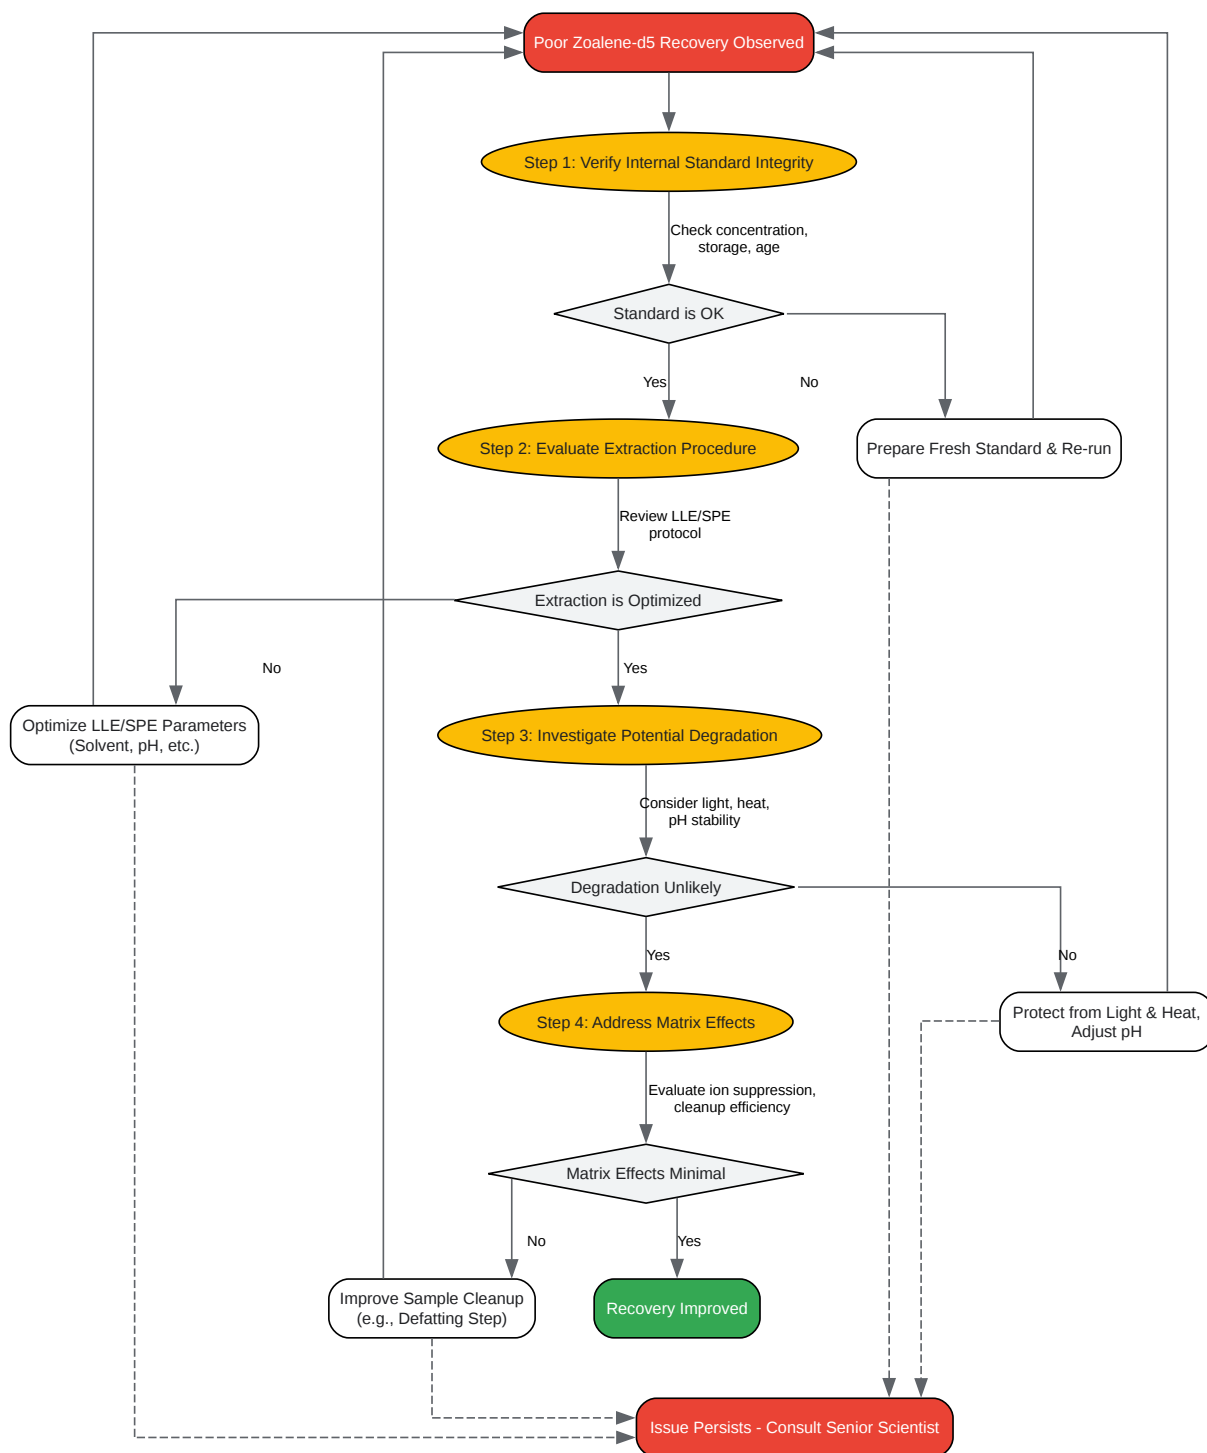 Poor Zoalene-d5 Recovery Observed
Step 1: Verify Internal Standard Integrity
Check concentration,
storage, age
Standard is OK
Yes
No
Step 2: Evaluate Extraction Procedure
Prepare Fresh Standard & Re-run
Review LLE/SPE
protocol
Extraction is Optimized
No
Yes
Optimize LLE/SPE Parameters
(Solvent, pH, etc.)
Step 3: Investigate Potential Degradation
Consider light, heat,
pH stability
Degradation Unlikely
Yes
No
Step 4: Address Matrix Effects
Protect from Light & Heat,
Adjust pH
Evaluate ion suppression,
cleanup efficiency
Matrix Effects Minimal
No
Yes
Improve Sample Cleanup
(e.g., Defatting Step)
Recovery Improved
Issue Persists - Consult Senior Scientist